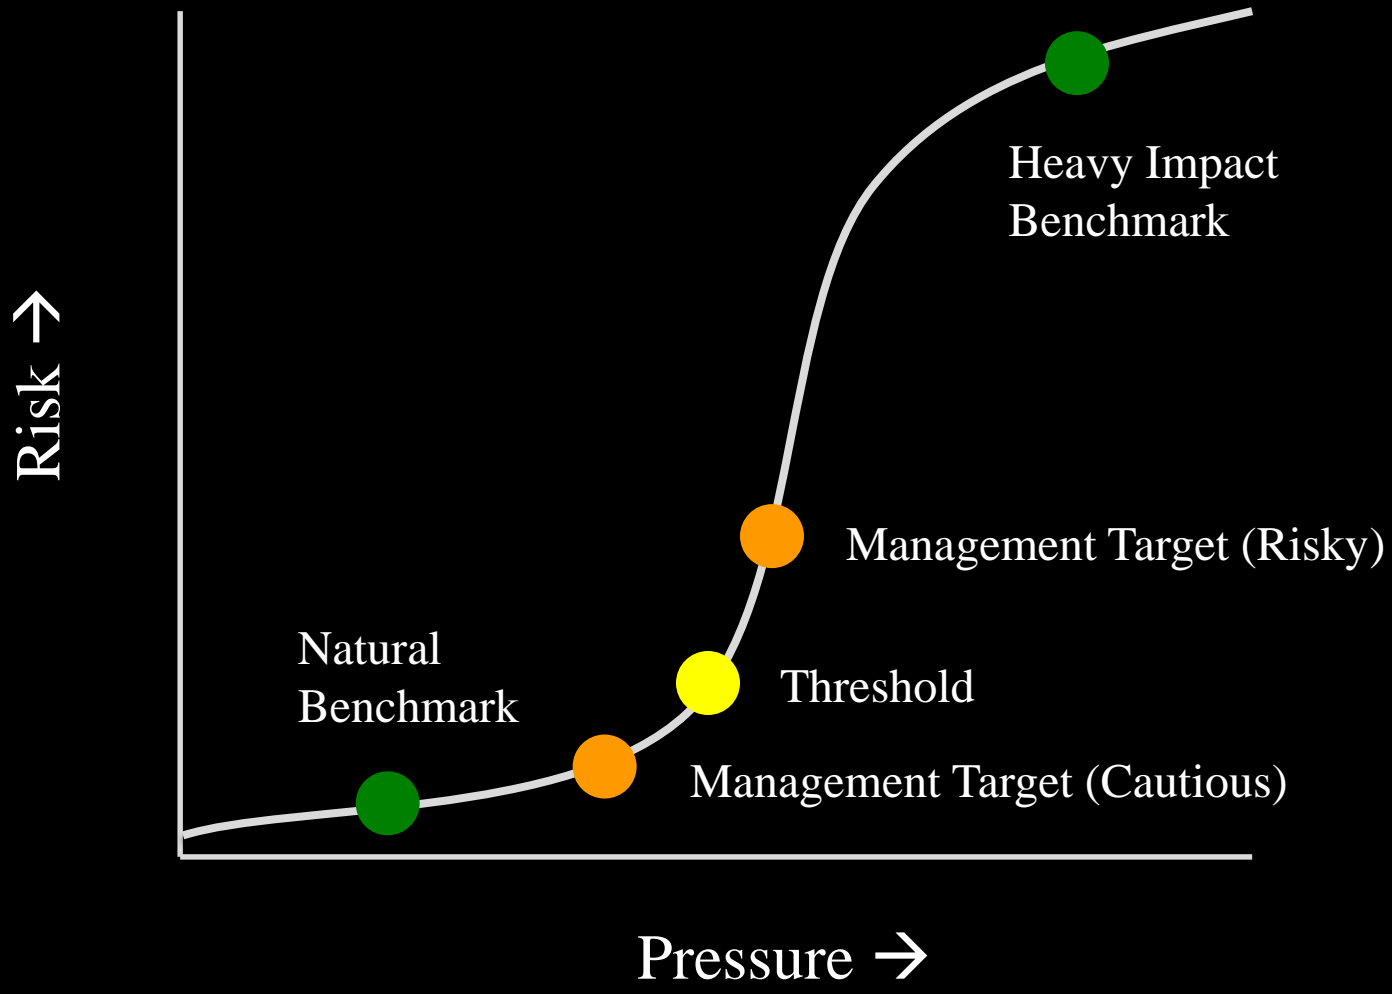 Heavy Impact
Benchmark
Risk →
Management Target (Risky)
Natural
Benchmark
Threshold
Management Target (Cautious)
Pressure →